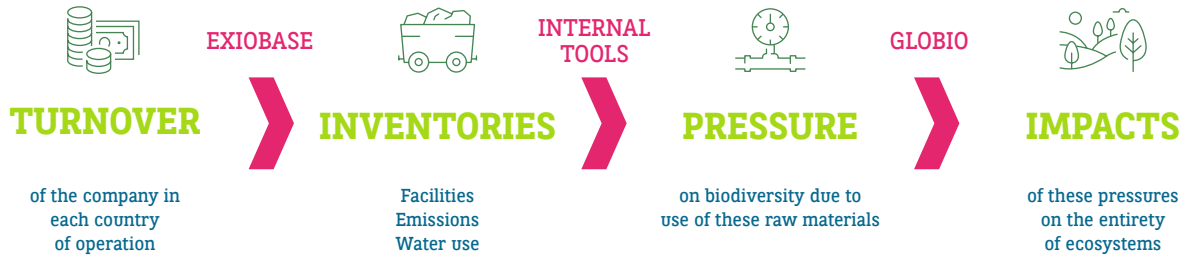 EXIOBASE
INTERNAL
TOOLS
GLOBIO
TURNOVER
INVENTORIES
PRESSURE
IMPACTS
of the company in
each country
of operation
Facilities
Emissions
Water use
on biodiversity due to
use of these raw materials
of these pressures
on the entirety
of ecosystems